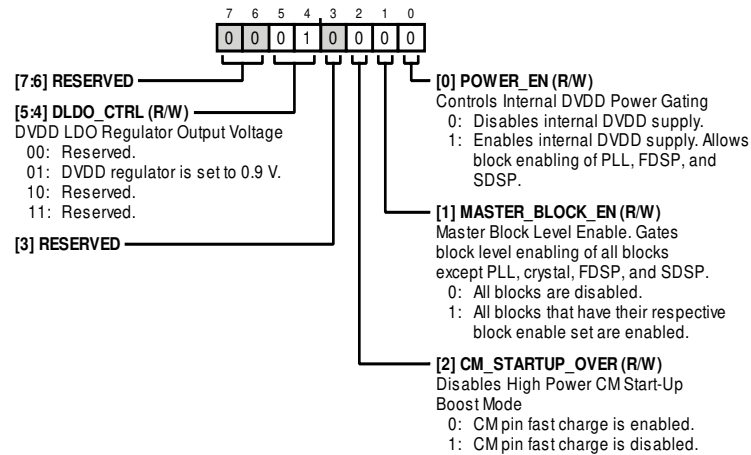 7 6 5 4 3 2 1 0
0 0 0 1 0 0 0 0
[7:6] RESERVED
[5:4] DLDO_CTRL (R/W)
DVDD LDO Regulator Output Voltage
00: Reserved.
01: DVDD regulator is set to 0.9 V.
10: Reserved.
11: Reserved.
[3] RESERVED
[0] POWER_EN (R/W)
Controls Internal DVDD Power Gating
0: Disables internal DVDD supply.
1: Enables internal DVDD supply. Allows
block enabling of PLL, FDSP, and
SDSP.
[1] MASTER_BLOCK_EN (R/W)
Master Block Level Enable. Gates
block level enabling of all blocks
except PLL, crystal, FDSP, and SDSP.
0: All blocks are disabled.
1: All blocks that have their respective
block enable set are enabled.
[2] CM_STARTUP_OVER (R/W)
Disables High Power CM Start-Up
Boost Mode
0: CM pin fast charge is enabled.
1: CM pin fast charge is disabled.